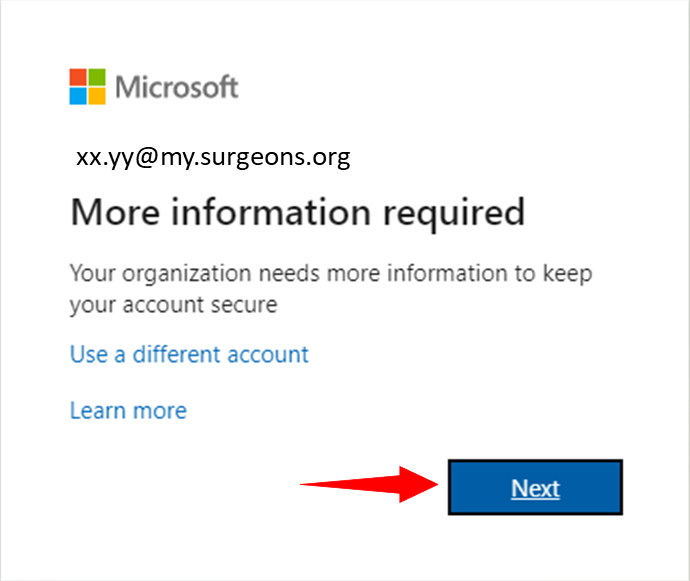 Microsoft
xx.yy@my.surgeons.org
More information required
Your organization needs more information to keep
your account secure
Use a different account
Learn more
Next